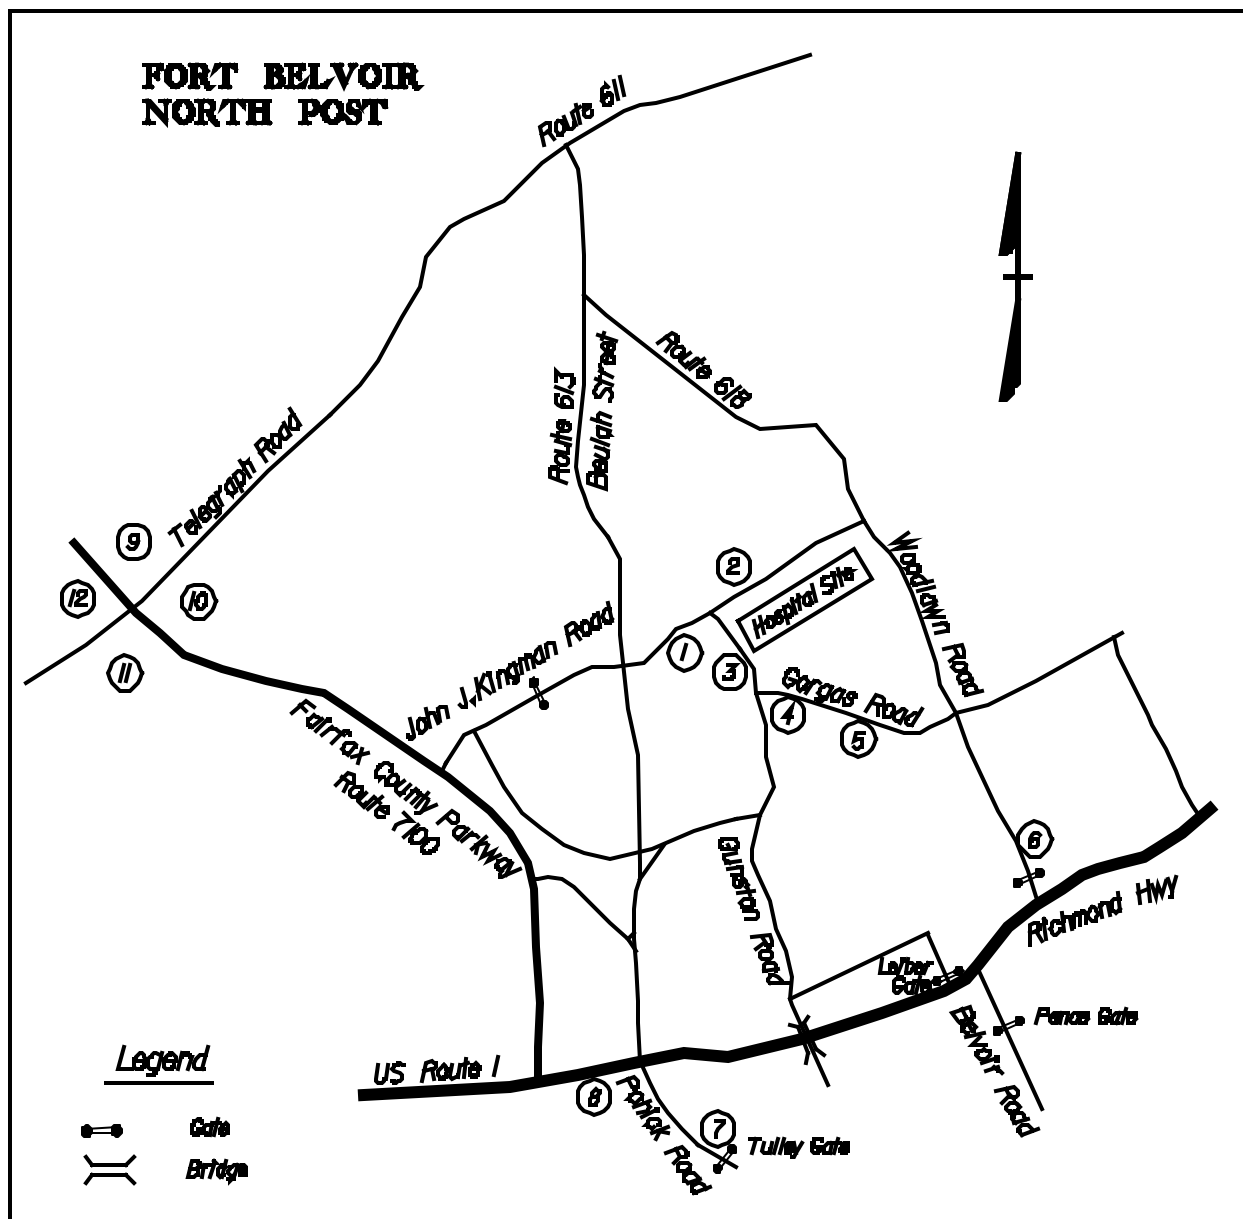 FORT BELVOIR
NORTH POST
Route 611
Route 618
Route 613
Beulah Street
Telegraph Road
9
12
10
11
2
Hospital Site
Woodlawn Road
John J. Kingman Road
1
3
Gorgas Road
4
5
Fairfax County Parkway
Route 7100
6
Gunston Road
Richmond HWY
Leiber
Gate
Belvoir Road
Pence Gate
US Route 1
8
Pohick Road
7
Tulley Gate
Legend
Gate
Bridge